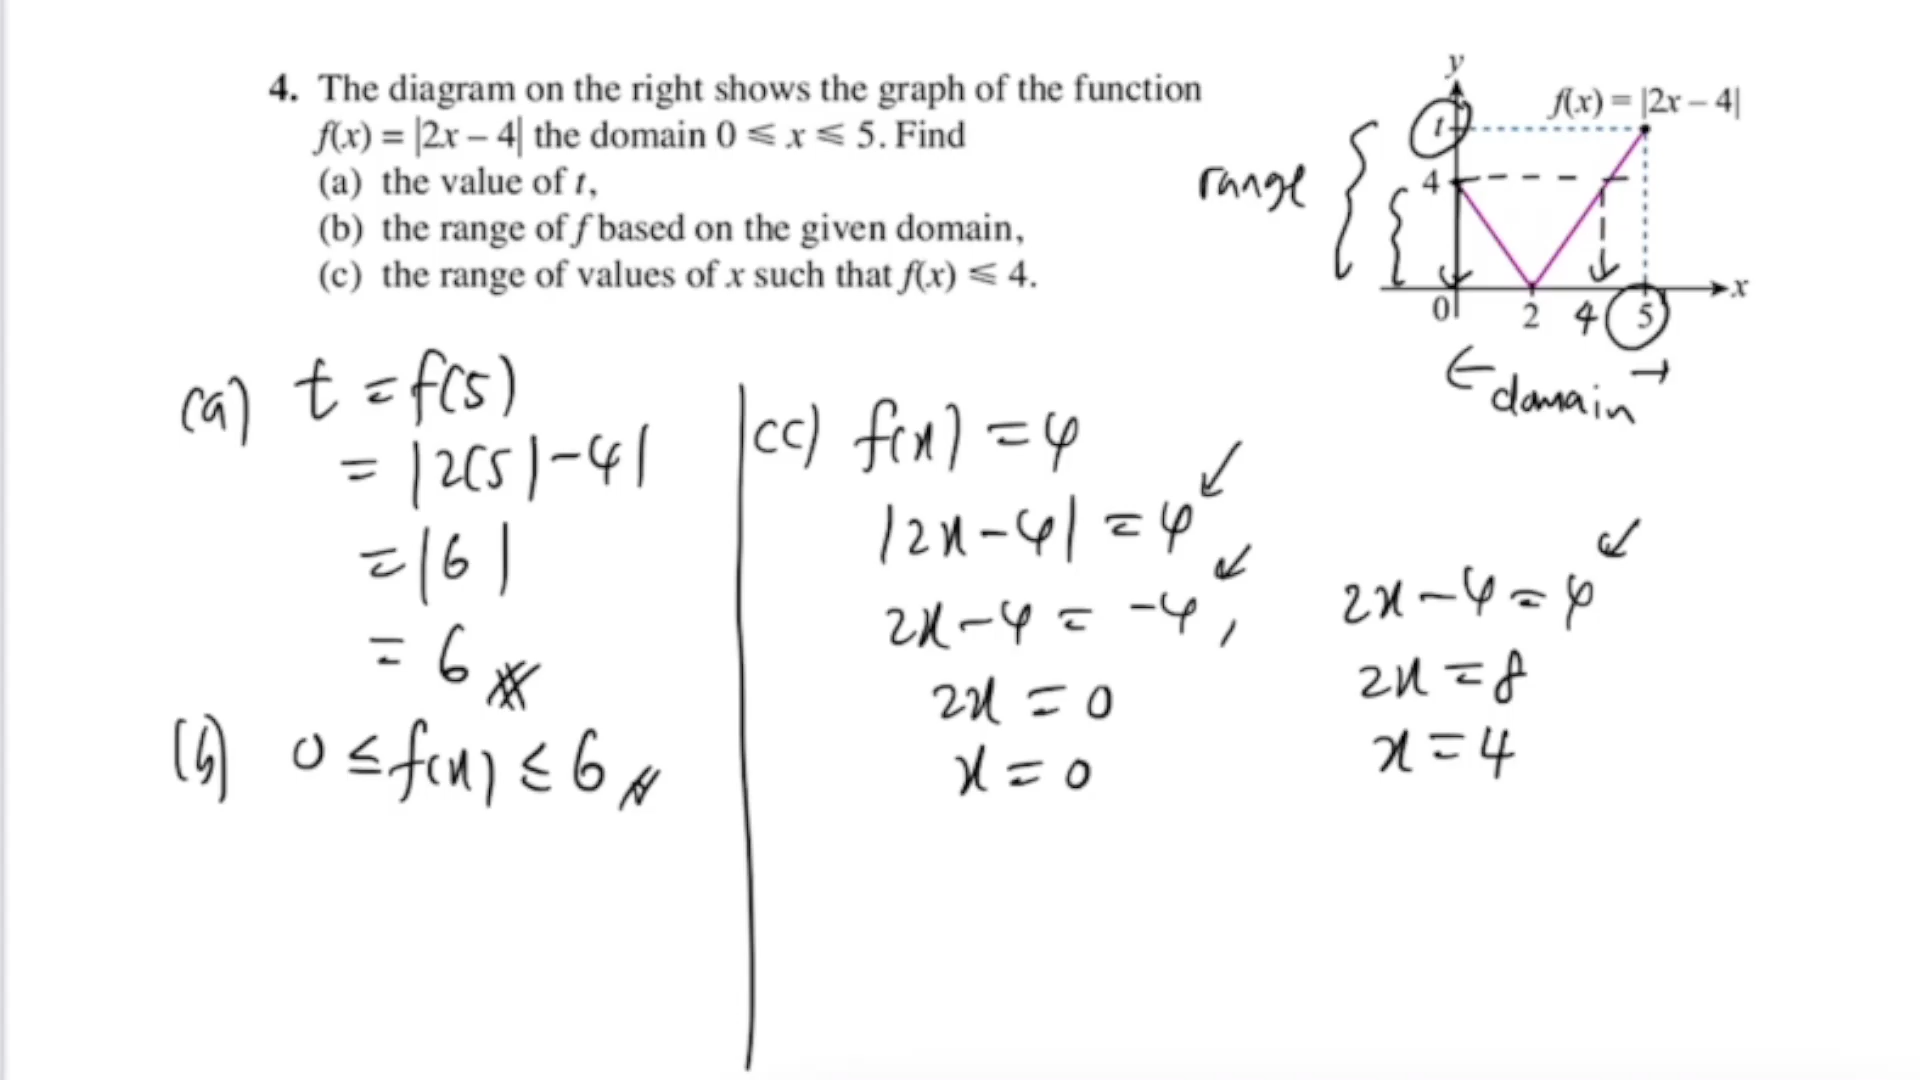 4. The diagram on the right shows the graph of the function
f(x) = |2x – 4| the domain 0 ⩽ x ⩽ 5. Find
(a) the value of t,
(b) the range of f based on the given domain,
(c) the range of values of x such that f(x) ⩽ 4.
y
f(x) = |2x – 4|
t
range
4
0
2
4
5
x
domain
(a) t = f(5)
= |2(5)-4|
= |6|
= 6
(b) 0 ≤ f(x) ≤ 6
(c) f(x) = 4
|2x-4| = 4
2x-4 = -4,
2x = 0
x = 0
2x-4 = 4
2x = 8
x = 4